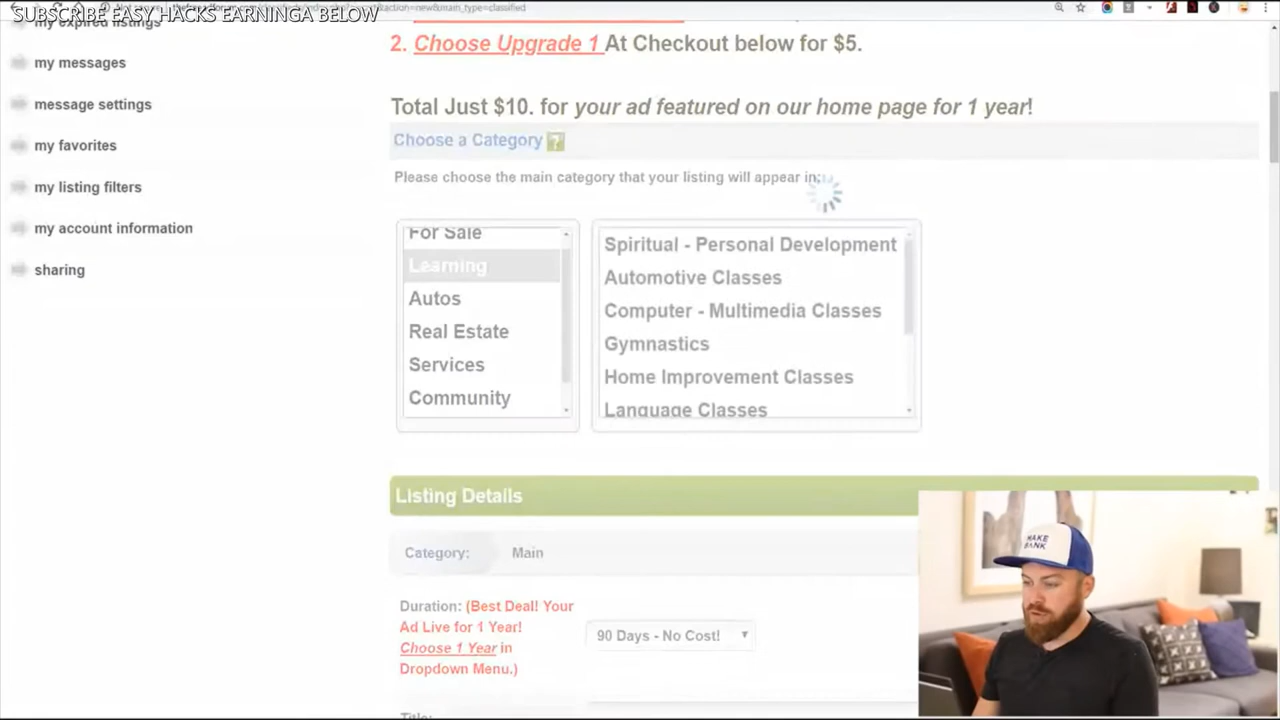 SUBSCRIBE EASY HACKS EARNINGA BELOW
my expired listings
my messages
message settings
my favorites
my listing filters
my account information
sharing
2. Choose Upgrade 1 At Checkout below for $5.
Total Just $10. for your ad featured on our home page for 1 year!
Choose a Category ?
Please choose the main category that your listing will appear in:
For Sale
Learning
Autos
Real Estate
Services
Community
Spiritual - Personal Development
Automotive Classes
Computer - Multimedia Classes
Gymnastics
Home Improvement Classes
Language Classes
Listing Details
Category: Main
Duration: (Best Deal! Your
Ad Live for 1 Year!
Choose 1 Year in
Dropdown Menu.)
90 Days - No Cost!
Title:
MAKE
BANK